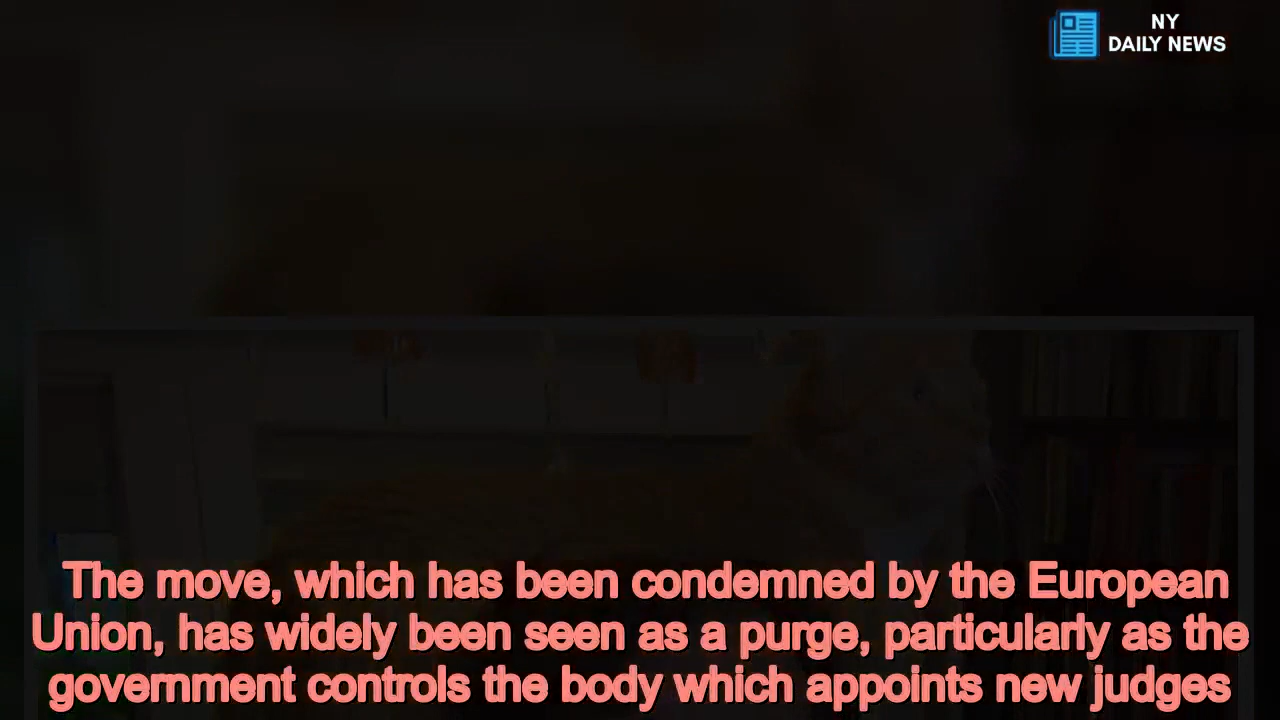 NY
DAILY NEWS
The move, which has been condemned by the European
Union, has widely been seen as a purge, particularly as the
government controls the body which appoints new judges